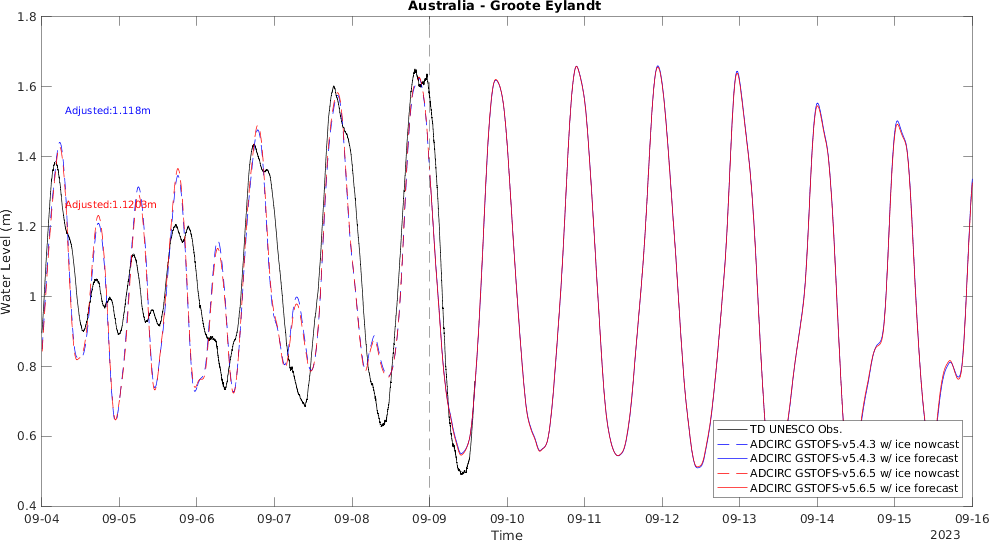 Australia - Groote Eylandt
1.8
1.6
1.4
1.2
1
0.8
0.6
0.4
Water Level (m)
Adjusted:1.118m
Adjusted:1.1203m
TD UNESCO Obs.
ADCIRC GSTOFS-v5.4.3 w/ ice nowcast
ADCIRC GSTOFS-v5.4.3 w/ ice forecast
ADCIRC GSTOFS-v5.6.5 w/ ice nowcast
ADCIRC GSTOFS-v5.6.5 w/ ice forecast
09-04 09-05 09-06 09-07 09-08 09-09 09-10 09-11 09-12 09-13 09-14 09-15 09-16
Time
2023